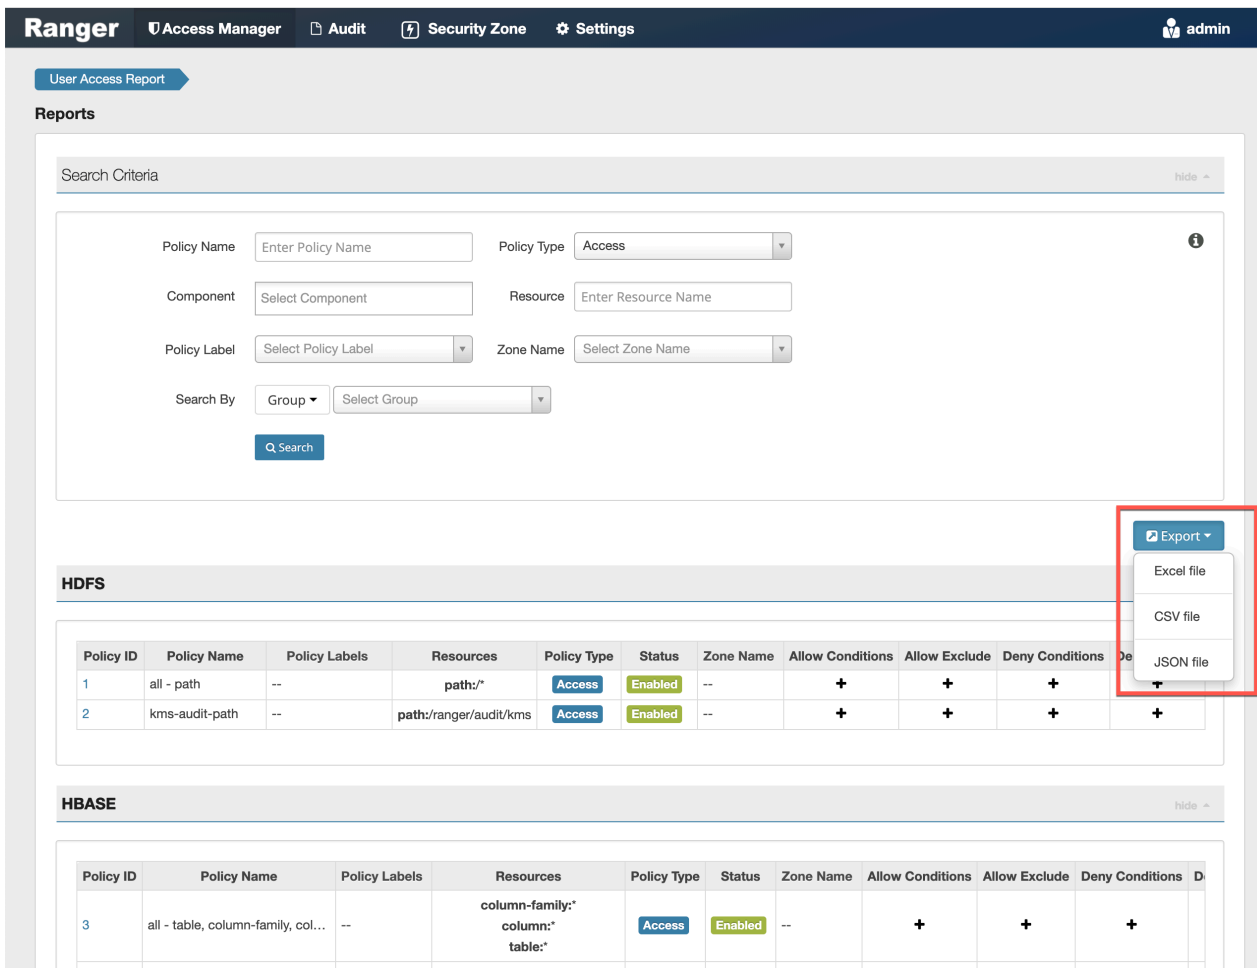 Ranger Access Manager Audit Security Zone Settings admin
User Access Report
Reports
Search Criteria hide
Policy Name Enter Policy Name Policy Type Access
Component Select Component Resource Enter Resource Name
Policy Label Select Policy Label Zone Name Select Zone Name
Search By Group Select Group
Search
Export
Excel file
CSV file
JSON file
HDFS
Policy ID Policy Name Policy Labels Resources Policy Type Status Zone Name Allow Conditions Allow Exclude Deny Conditions De
1 all - path -- path:/* Access Enabled -- + + + +
2 kms-audit-path -- path:/ranger/audit/kms Access Enabled -- + + + +
HBASE hide
Policy ID Policy Name Policy Labels Resources Policy Type Status Zone Name Allow Conditions Allow Exclude Deny Conditions D
3 all - table, column-family, col... -- column-family:* Access Enabled -- + + +
column:*
table:*